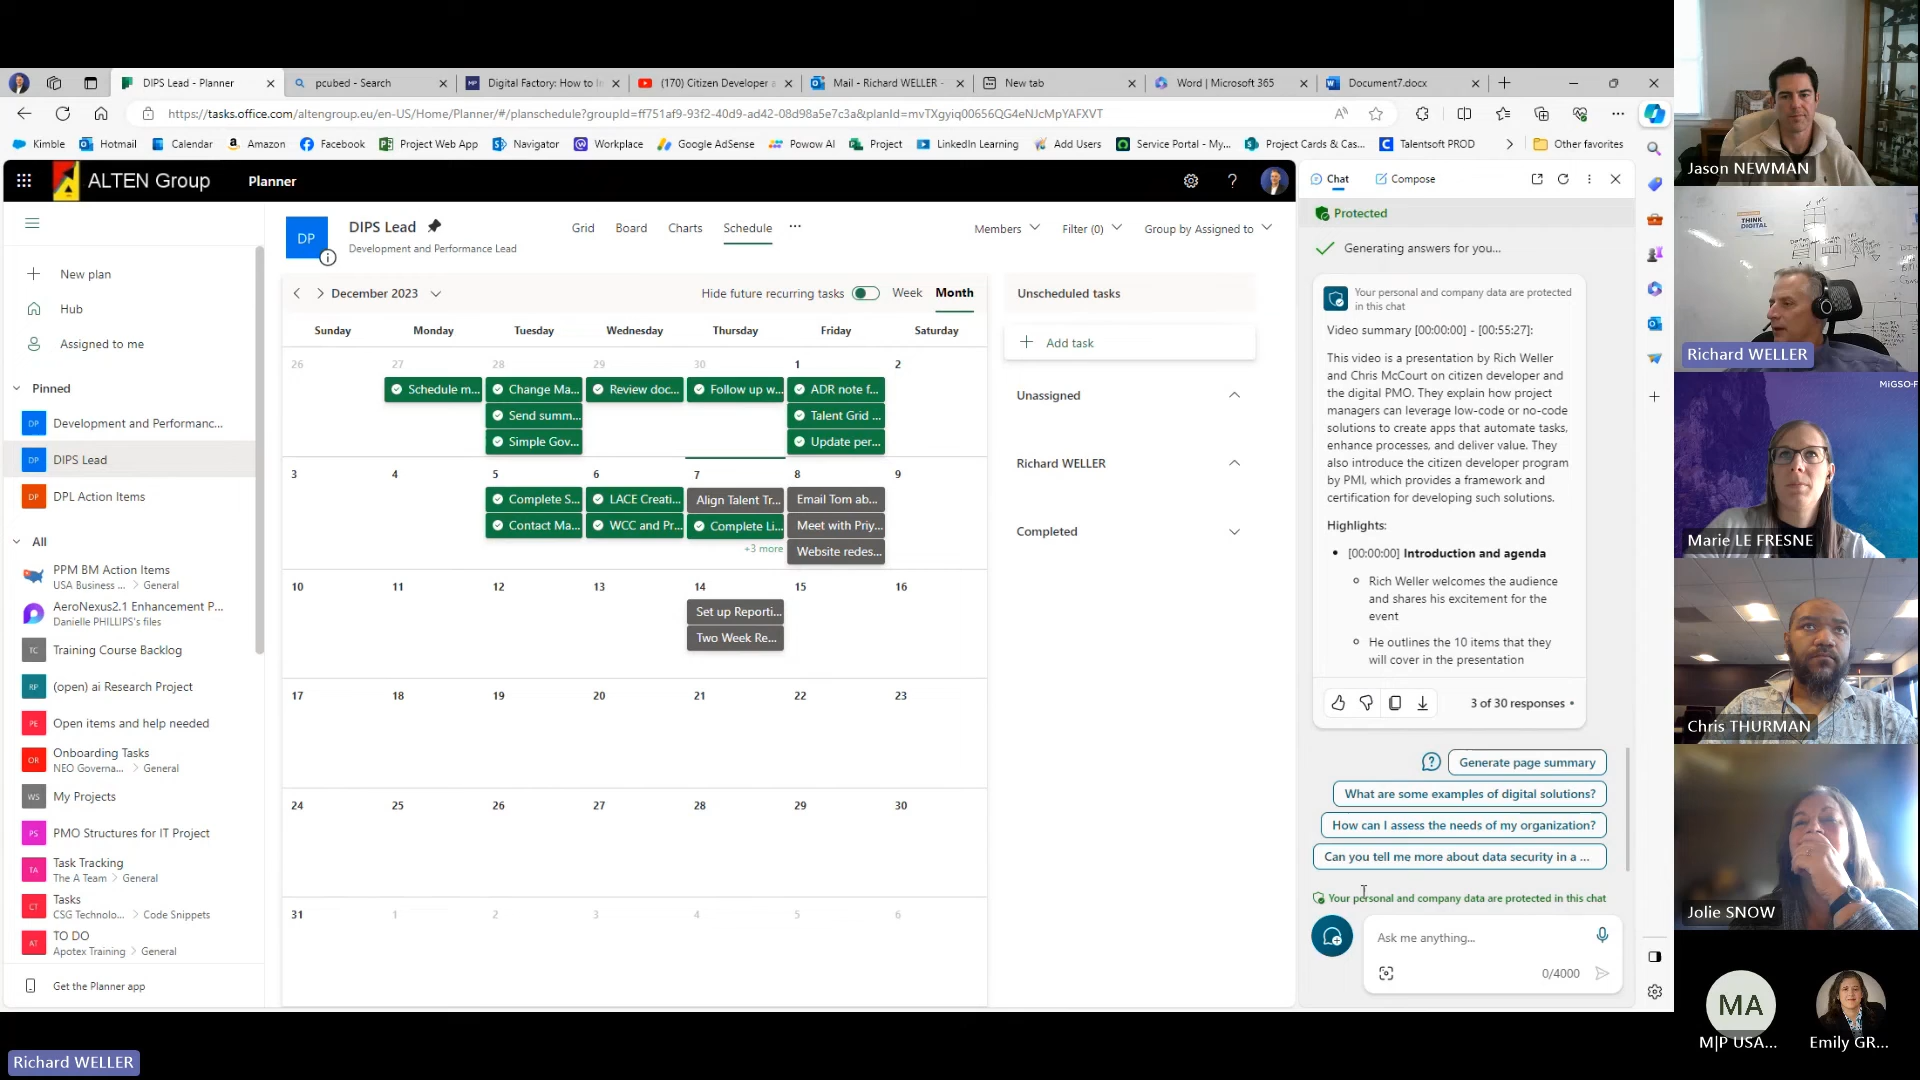 DIPS Lead - Planner
pcubed - Search
Digital Factory: How to I
(170) Citizen Developer a
Mail - Richard WELLER -
New tab
Word | Microsoft 365
Document7.docx
https://tasks.office.com/altengroup.eu/en-US/Home/Planner/#/planschedule?groupId=ff751af9-93f2-40d9-ad42-08d98a5e7c3a&planId=mvTXgyiq00656QG4eNJcMpYAFXVT
Kimble
Hotmail
Calendar
Amazon
Facebook
Project Web App
Navigator
Workplace
Google AdSense
Powow AI
Project
LinkedIn Learning
Add Users
Service Portal - My...
Project Cards & Cas...
Talentsoft PROD
Other favorites
ALTEN Group
Planner
New plan
Hub
Assigned to me
Pinned
DP Development and Performanc...
DP DIPS Lead
DP DPL Action Items
All
PPM BM Action Items
USA Business ... > General
AeroNexus2.1 Enhancement P...
Danielle PHILLIPS's files
TC Training Course Backlog
RP (open) ai Research Project
PE Open items and help needed
OR Onboarding Tasks
NEO Governa... > General
WS My Projects
PS PMO Structures for IT Project
TA Task Tracking
The A Team > General
CT Tasks
CSG Technolo... > Code Snippets
AT TO DO
Apotex Training > General
Get the Planner app
DP
DIPS Lead
Development and Performance Lead
Grid
Board
Charts
Schedule
...
Members
Filter (0)
Group by Assigned to
December 2023
Hide future recurring tasks
Week
Month
Sunday Monday Tuesday Wednesday Thursday Friday Saturday
26 27 28 29 30 1 2
Schedule m... Change Ma... Review doc... Follow up w... ADR note f...
Send summ... Talent Grid ...
Simple Gov... Update per...
3 4 5 6 7 8 9
Complete S... LACE Creati... Align Talent Tr... Email Tom ab...
Contact Ma... WCC and Pr... Complete Li... Meet with Priy...
+3 more Website redes...
10 11 12 13 14 15 16
Set up Reporti...
Two Week Re...
17 18 19 20 21 22 23
24 25 26 27 28 29 30
31 1 2 3 4 5 6
Unscheduled tasks
Add task
Unassigned
Richard WELLER
Completed
Chat
Compose
Protected
Generating answers for you...
Your personal and company data are protected
in this chat
Video summary [00:00:00] - [00:55:27]:
This video is a presentation by Rich Weller
and Chris McCourt on citizen developer and
the digital PMO. They explain how project
managers can leverage low-code or no-code
solutions to create apps that automate tasks,
enhance processes, and deliver value. They
also introduce the citizen developer program
by PMI, which provides a framework and
certification for developing such solutions.
Highlights:
• [00:00:00] Introduction and agenda
Rich Weller welcomes the audience
and shares his excitement for the
event
He outlines the 10 items that they
will cover in the presentation
3 of 30 responses •
Generate page summary
What are some examples of digital solutions?
How can I assess the needs of my organization?
Can you tell me more about data security in a ...
Your personal and company data are protected in this chat
Ask me anything...
0/4000
Jason NEWMAN
THINK
DIGITAL
Richard WELLER
MIGSO-P
Marie LE FRESNE
Chris THURMAN
Jolie SNOW
MA
M|P USA...
Emily GR...
Richard WELLER